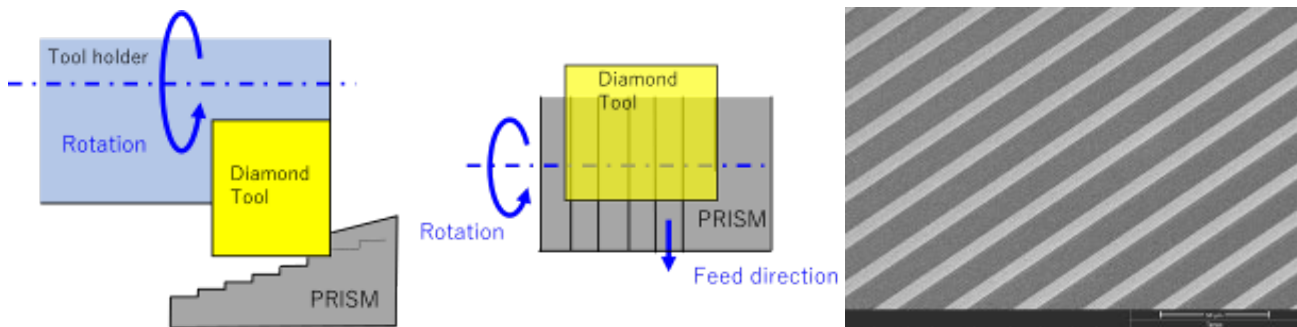 Tool holder
Rotation
Diamond
Tool
PRISM
Diamond
Tool
Rotation
PRISM
Feed direction